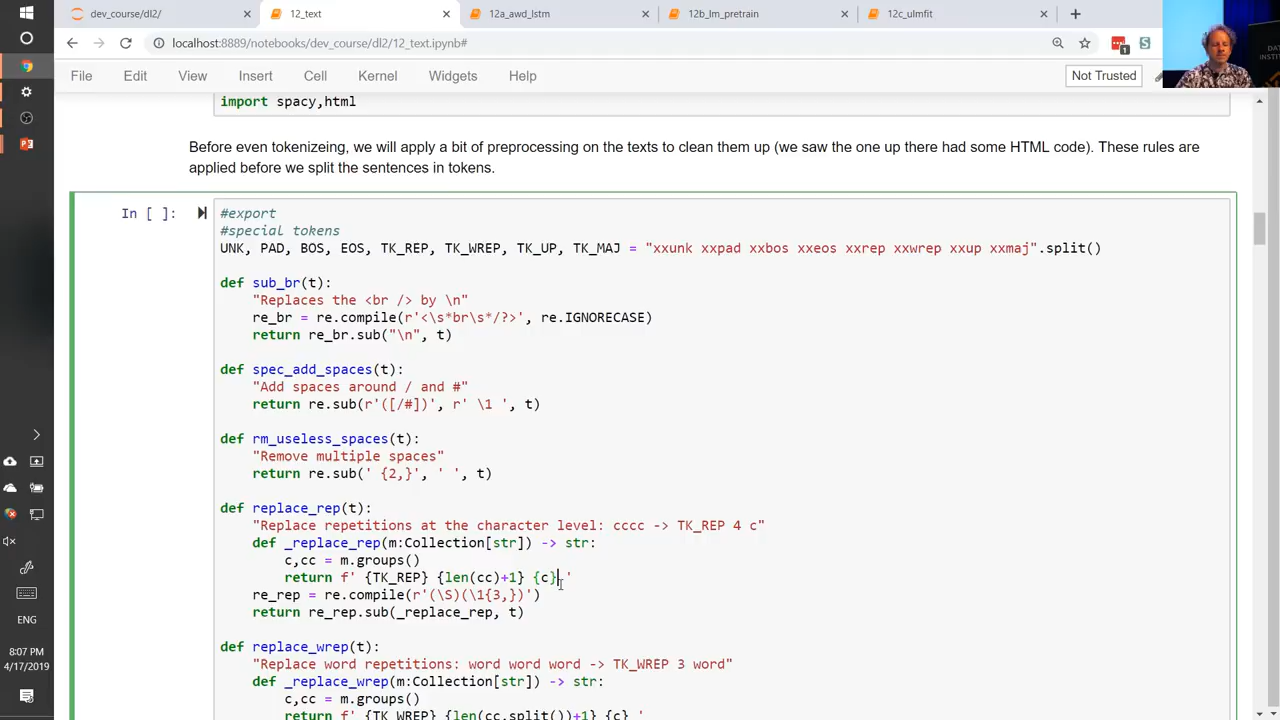 dev_course/dl2/
12_text
12a_awd_lstm
12b_lm_pretrain
12c_ulmfit
localhost:8889/notebooks/dev_course/dl2/12_text.ipynb#
1
File Edit View Insert Cell Kernel Widgets Help
Not Trusted
import spacy,html
Before even tokenizeing, we will apply a bit of preprocessing on the texts to clean them up (we saw the one up there had some HTML code). These rules are
applied before we split the sentences in tokens.
In [ ]:
#export
#special tokens
UNK, PAD, BOS, EOS, TK_REP, TK_WREP, TK_UP, TK_MAJ = "xxunk xxpad xxbos xxeos xxrep xxwrep xxup xxmaj".split()
def sub_br(t):
"Replaces the <br /> by \n"
re_br = re.compile(r'<\s*br\s*/?>', re.IGNORECASE)
return re_br.sub("\n", t)
def spec_add_spaces(t):
"Add spaces around / and #"
return re.sub(r'([/#])', r' \1 ', t)
def rm_useless_spaces(t):
"Remove multiple spaces"
return re.sub(' {2,}', ' ', t)
def replace_rep(t):
"Replace repetitions at the character level: cccc -> TK_REP 4 c"
def _replace_rep(m:Collection[str]) -> str:
c,cc = m.groups()
return f' {TK_REP} {len(cc)+1} {c} '
re_rep = re.compile(r'(\S)(\1{3,})')
return re_rep.sub(_replace_rep, t)
def replace_wrep(t):
"Replace word repetitions: word word word -> TK_WREP 3 word"
def _replace_wrep(m:Collection[str]) -> str:
c,cc = m.groups()
return f' {TK_WREP} {len(cc.split())+1} {c} '
ENG
8:07 PM
4/17/2019